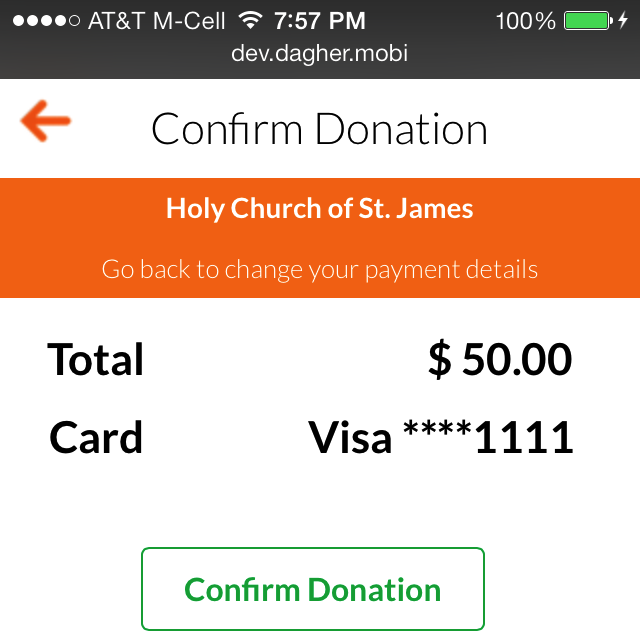 AT&T M-Cell 7:57 PM 100%
dev.dagher.mobi
Confirm Donation
Holy Church of St. James
Go back to change your payment details
Total $ 50.00
Card Visa ****1111
Confirm Donation